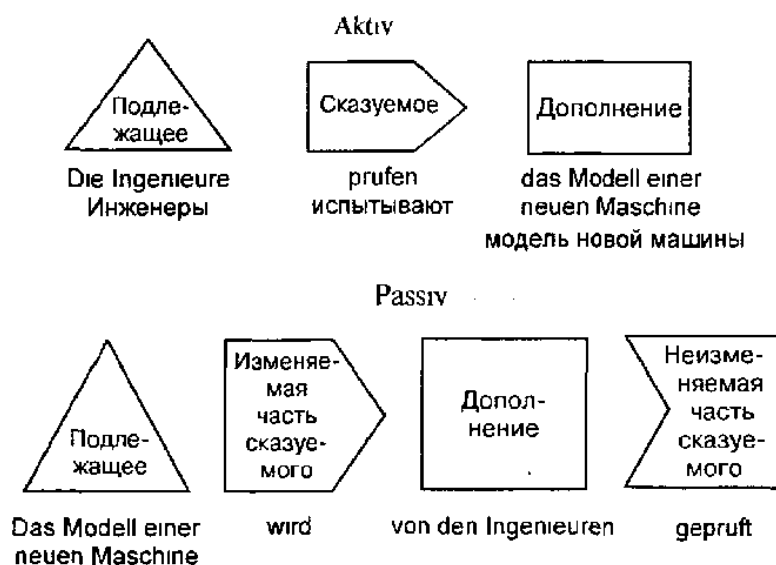 Aktiv
Подле-
жащее
Сказуемое
Дополнение
Die Ingenieure
Инженеры
prufen
испытывают
das Modell einer
neuen Maschine
модель новой машины
Passiv
Подле-
жащее
Изменяе-
мая
часть
сказуе-
мого
Допол-
нение
Неизме-
няемая
часть
сказуе-
мого
Das Modell einer
neuen Maschine
wird
von den Ingenieuren
gepruft